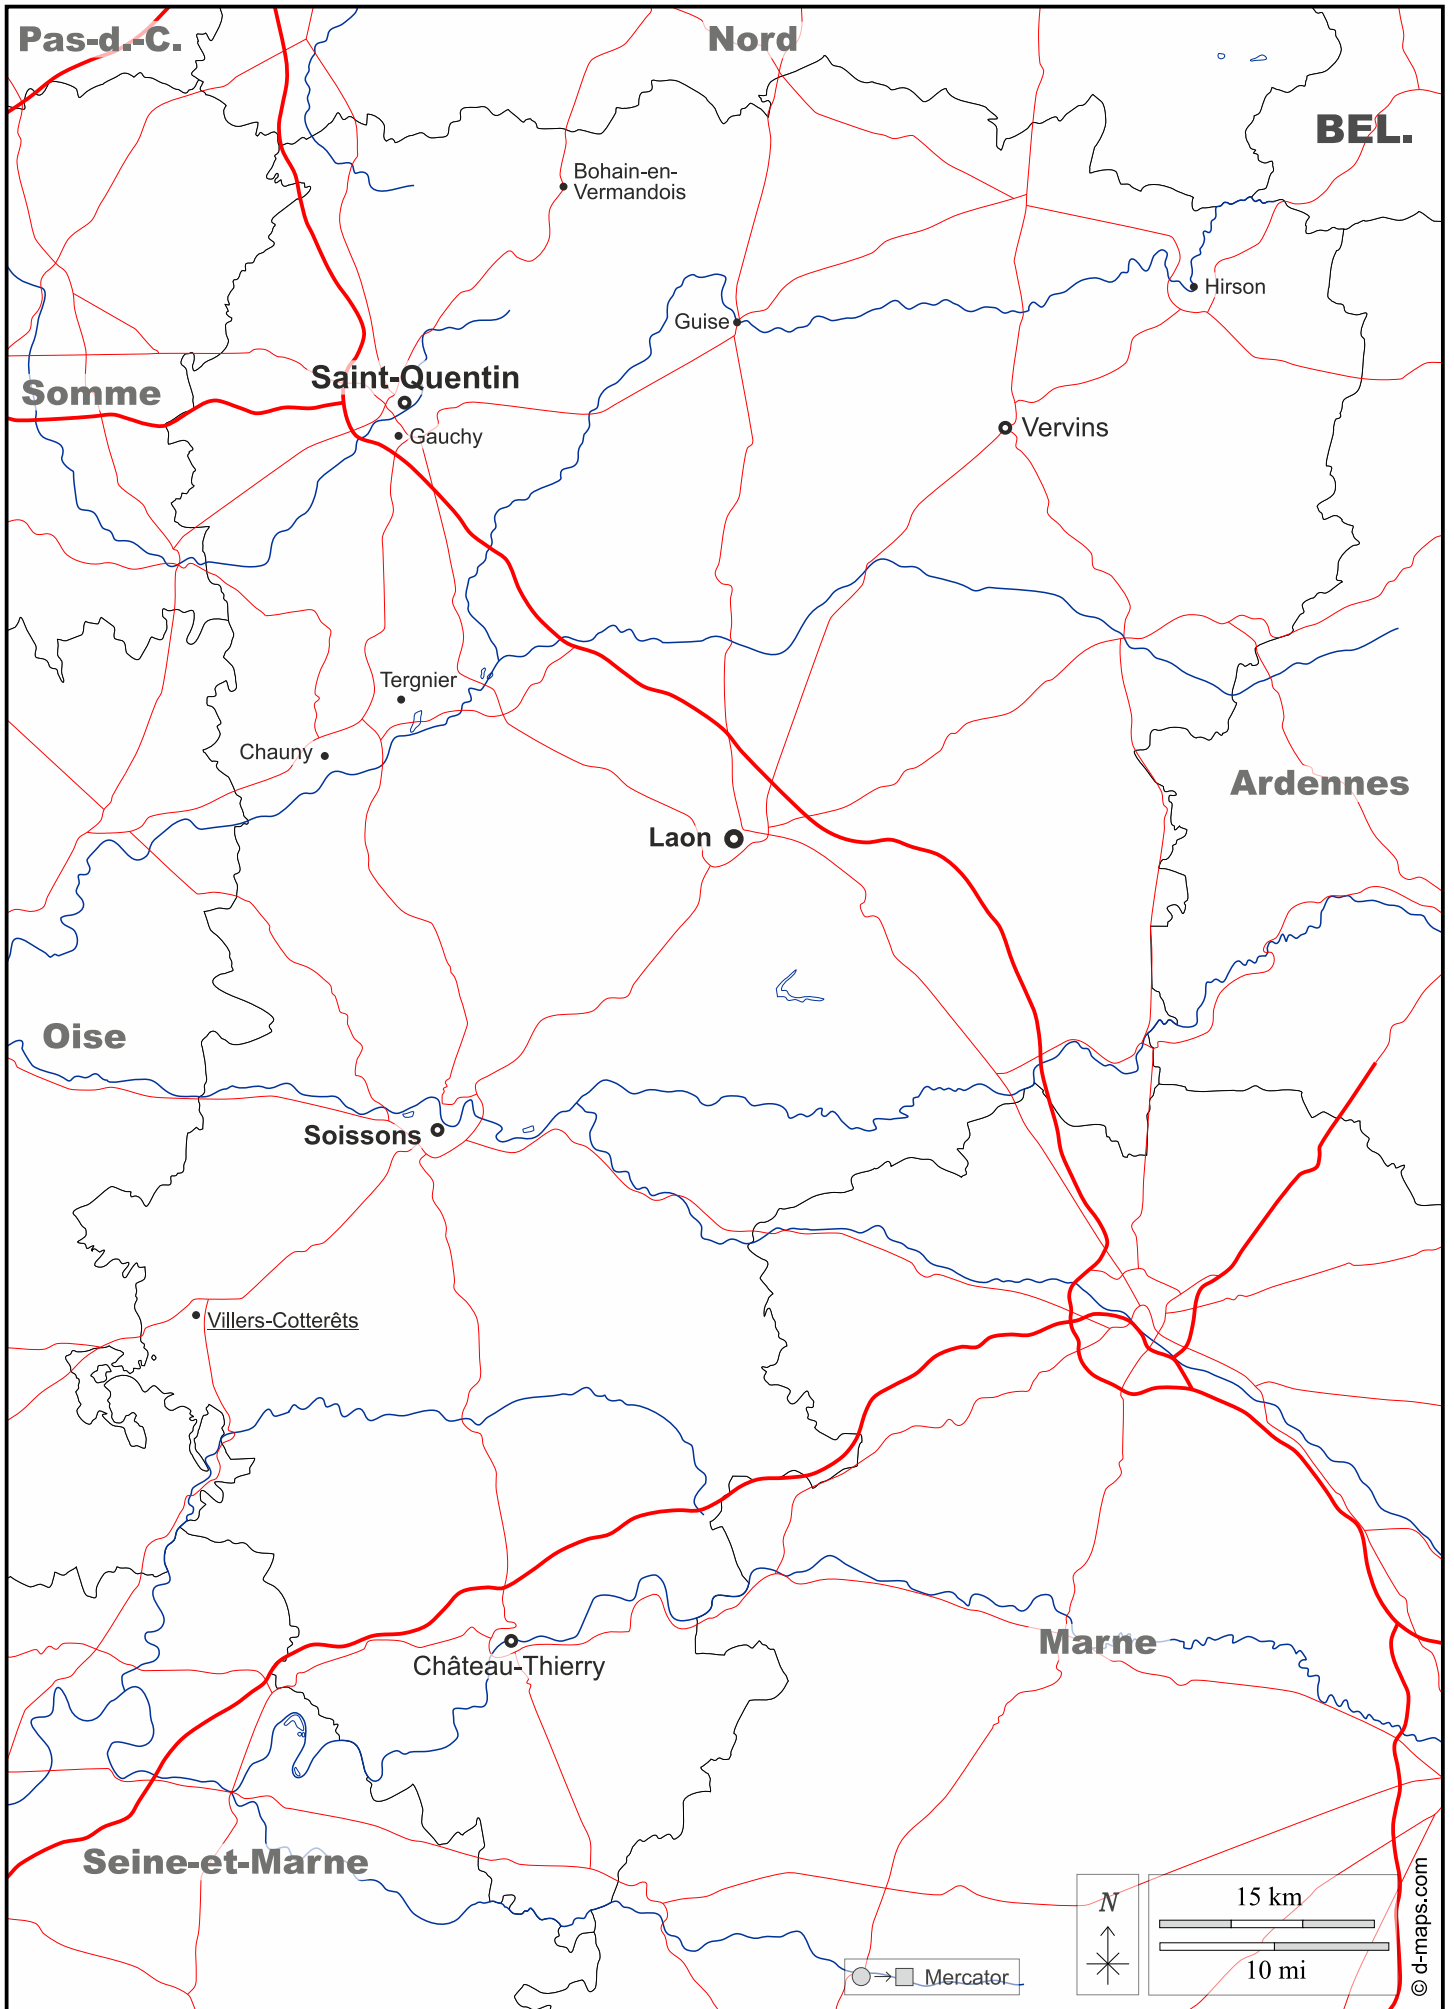 Pas-d.-C.
Nord
BEL.
Bohain-en-
Vermandois
Hirson
Guise
Saint-Quentin
Somme
Gauchy
Vervins
Tergnier
Chauny
Ardennes
Laon
Oise
Soissons
Villers-Cotterêts
Marne
Château-Thierry
Seine-et-Marne
N
15 km
10 mi
Mercator
© d-maps.com